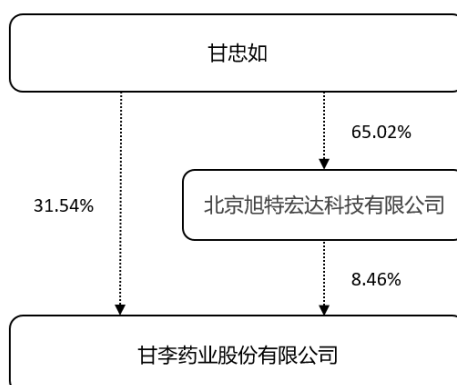 甘忠如
65.02%
31.54%
北京旭特宏达科技有限公司
8.46%
甘李药业股份有限公司